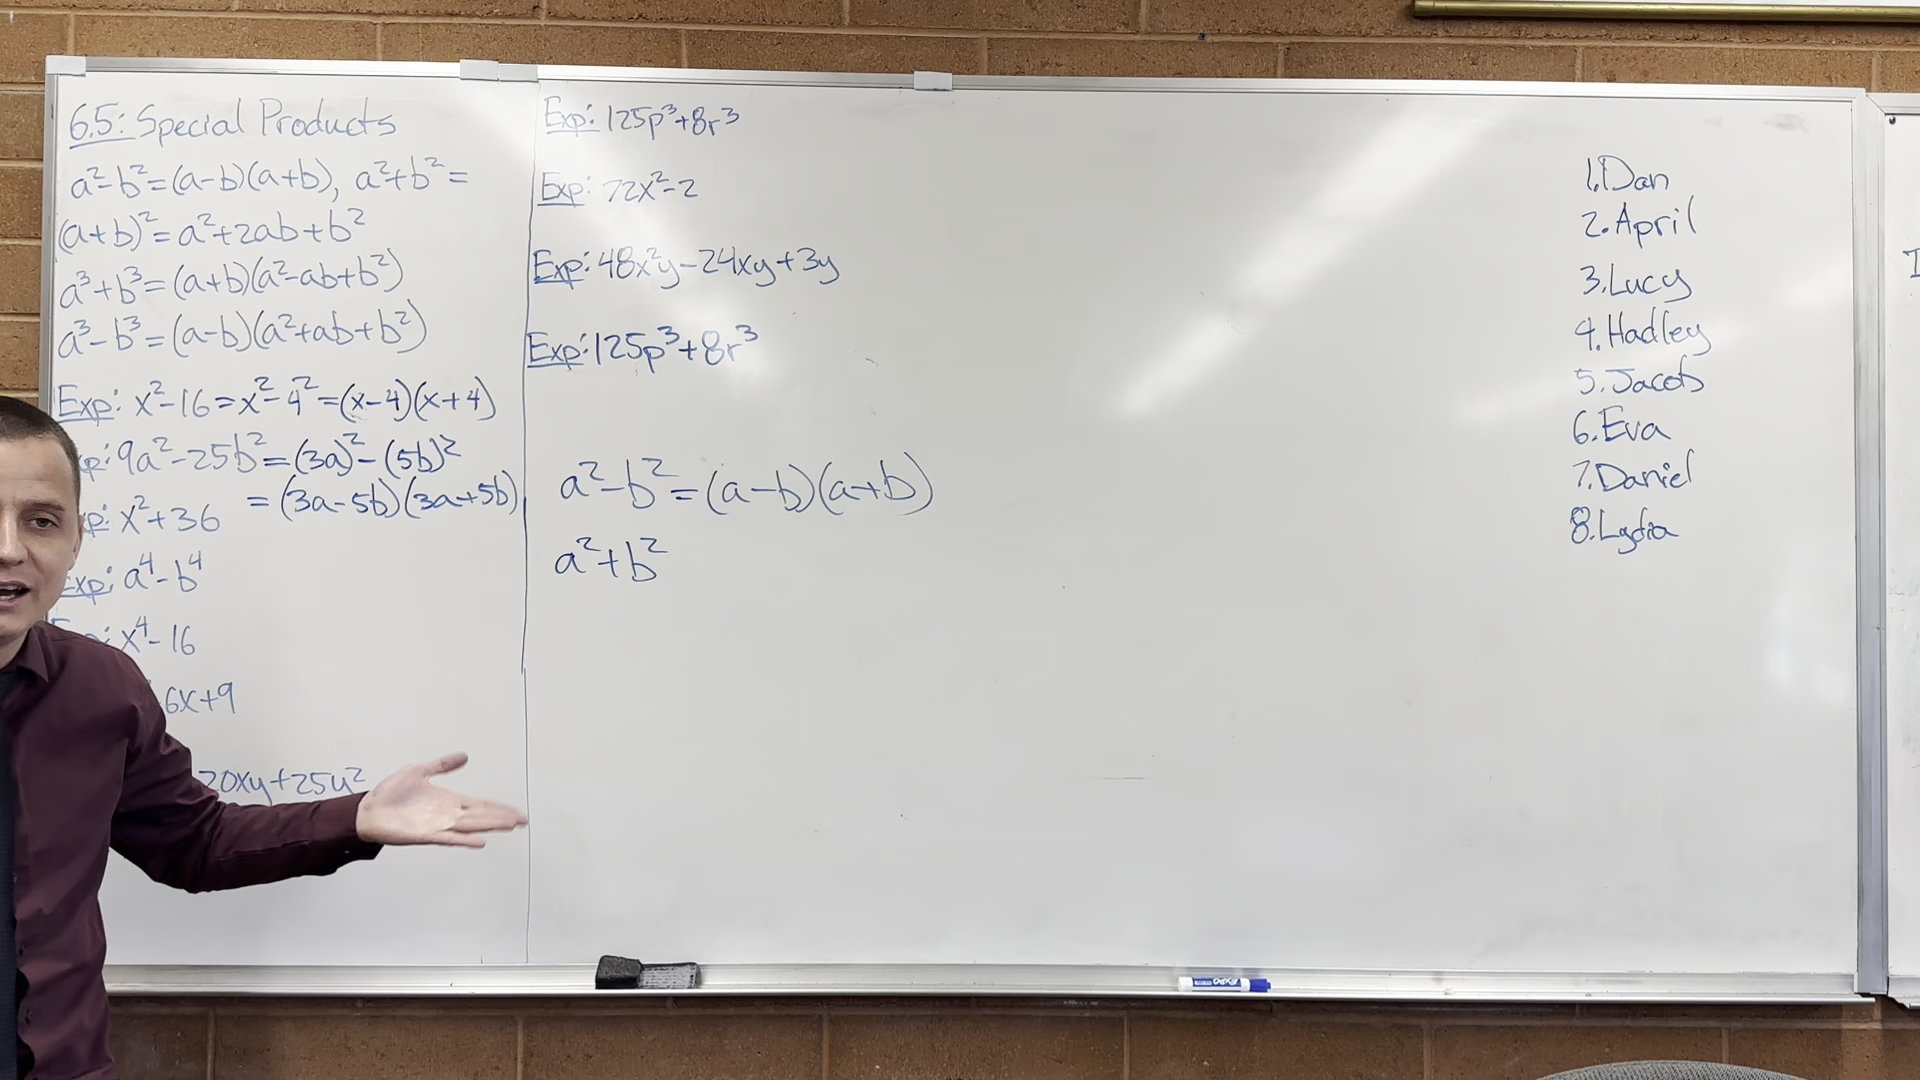 6.5: Special Products
a²-b²=(a-b)(a+b), a²+b²=
(a+b)²=a²+2ab+b²
a³+b³=(a+b)(a²-ab+b²)
a³-b³=(a-b)(a²+ab+b²)
Exp: x²-16=x²-4²=(x-4)(x+4)
xp: 9a²-25b²=(3a)²-(5b)²
=(3a-5b)(3a+5b)
xp: x²+36
Exp: a⁴-b⁴
x⁴-16
6x+9
20xy+25y²
Exp: 125p³+8r³
Exp: 72x²-2
Exp: 48x²y-24xy+3y
Exp: 125p³+8r³
a²-b²=(a-b)(a+b)
a²+b²
1. Dan
2. April
3. Lucy
4. Hadley
5. Jacob
6. Eva
7. Daniel
8. Lydia